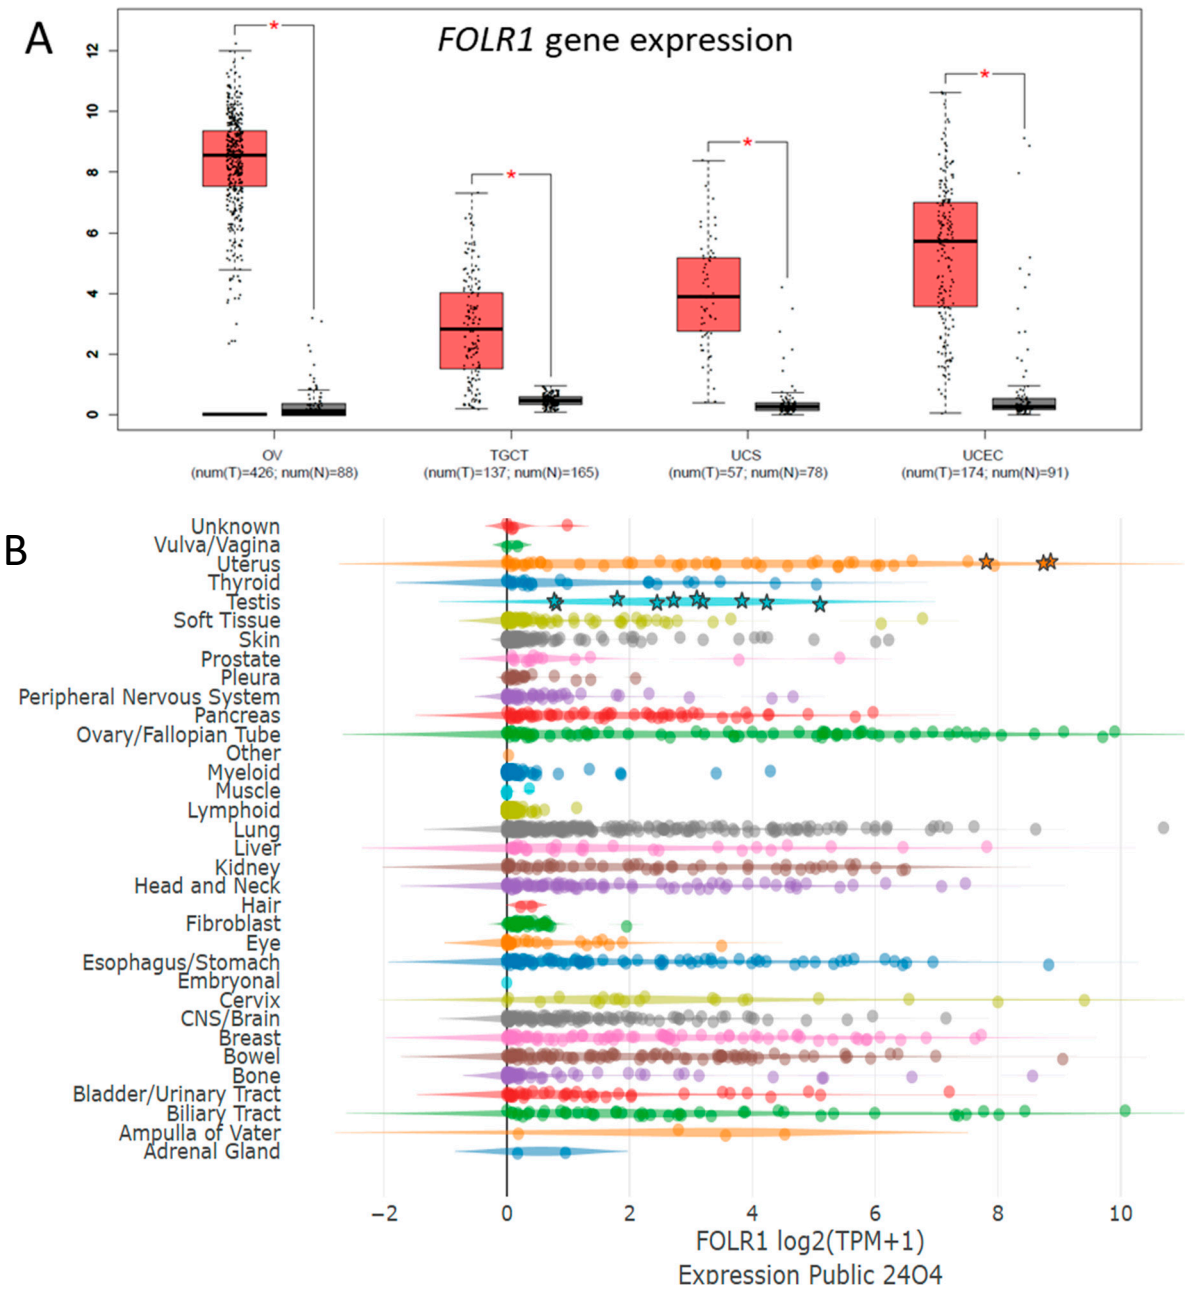 A
FOLR1 gene expression
*
*
*
*
12
10
8
6
4
2
0
OV
(num(T)=426; num(N)=88)
TGCT
(num(T)=137; num(N)=165)
UCS
(num(T)=57; num(N)=78)
UCEC
(num(T)=174; num(N)=91)
B
Unknown
Vulva/Vagina
Uterus
Thyroid
Testis
Soft Tissue
Skin
Prostate
Pleura
Peripheral Nervous System
Pancreas
Ovary/Fallopian Tube
Other
Myeloid
Muscle
Lymphoid
Lung
Liver
Kidney
Head and Neck
Hair
Fibroblast
Eye
Esophagus/Stomach
Embryonal
Cervix
CNS/Brain
Breast
Bowel
Bone
Bladder/Urinary Tract
Biliary Tract
Ampulla of Vater
Adrenal Gland
−2 0 2 4 6 8 10
FOLR1 log2(TPM+1)
Expression Public 24Q4